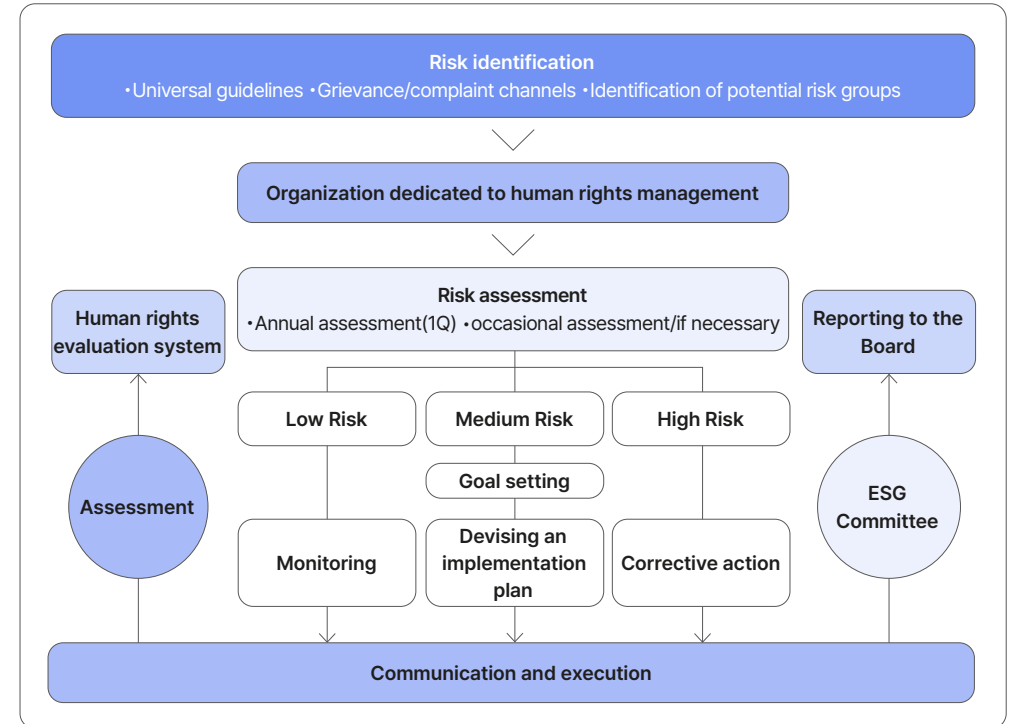 Risk identification
·Universal guidelines ·Grievance/complaint channels ·Identification of potential risk groups
Organization dedicated to human rights management
Risk assessment
·Annual assessment(1Q) ·occasional assessment/if necessary
Human rights
evaluation system
Reporting to the
Board
Low Risk
Medium Risk
High Risk
Goal setting
Assessment
ESG
Committee
Monitoring
Devising an
implementation
plan
Corrective action
Communication and execution